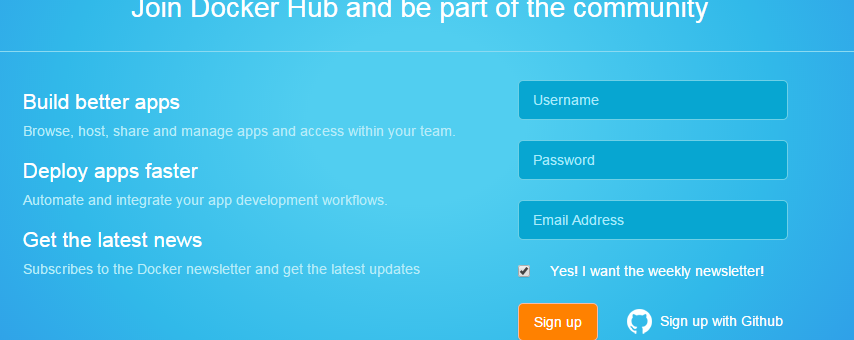 Join Docker Hub and be part of the community
Build better apps
Browse, host, share and manage apps and access within your team.
Deploy apps faster
Automate and integrate your app development workflows.
Get the latest news
Subscribes to the Docker newsletter and get the latest updates
Username
Password
Email Address
Yes! I want the weekly newsletter!
Sign up
Sign up with Github